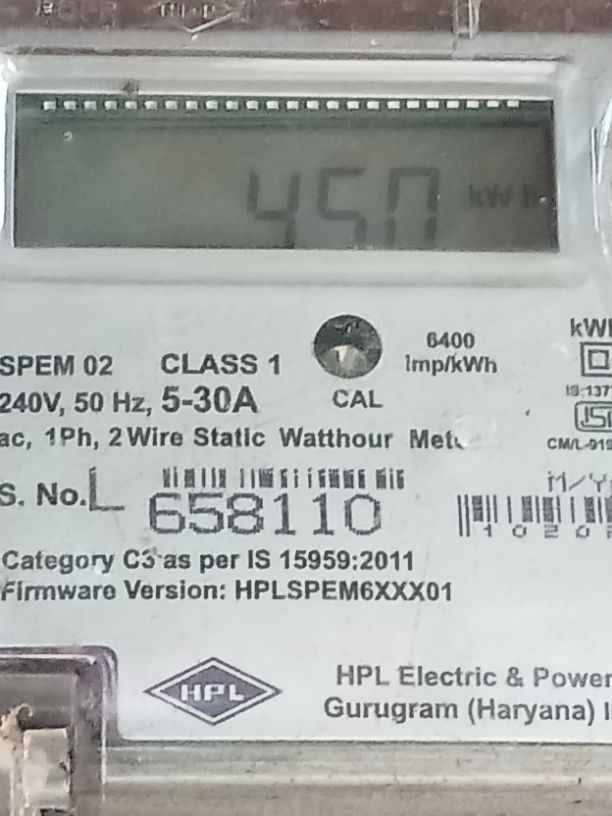 450 kWh
kWh
6400
imp/kWh
SPEM 02 CLASS 1
CAL
240V, 50 Hz, 5-30A
ac, 1Ph, 2 Wire Static Watthour
S. No. L 658110
M/Y
Category C3 as per IS 15959:2011
Firmware Version: HPLSPEM6XXX01
HPL
HPL Electric & Power
Gurugram (Haryana)